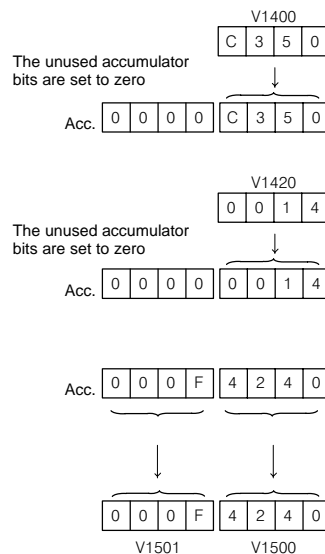 V1400
C 3 5 0
The unused accumulator
bits are set to zero
Acc. 0 0 0 0 C 3 5 0
V1420
0 0 1 4
The unused accumulator
bits are set to zero
Acc. 0 0 0 0 0 0 1 4
Acc. 0 0 0 F 4 2 4 0
0 0 0 F 4 2 4 0
V1501 V1500